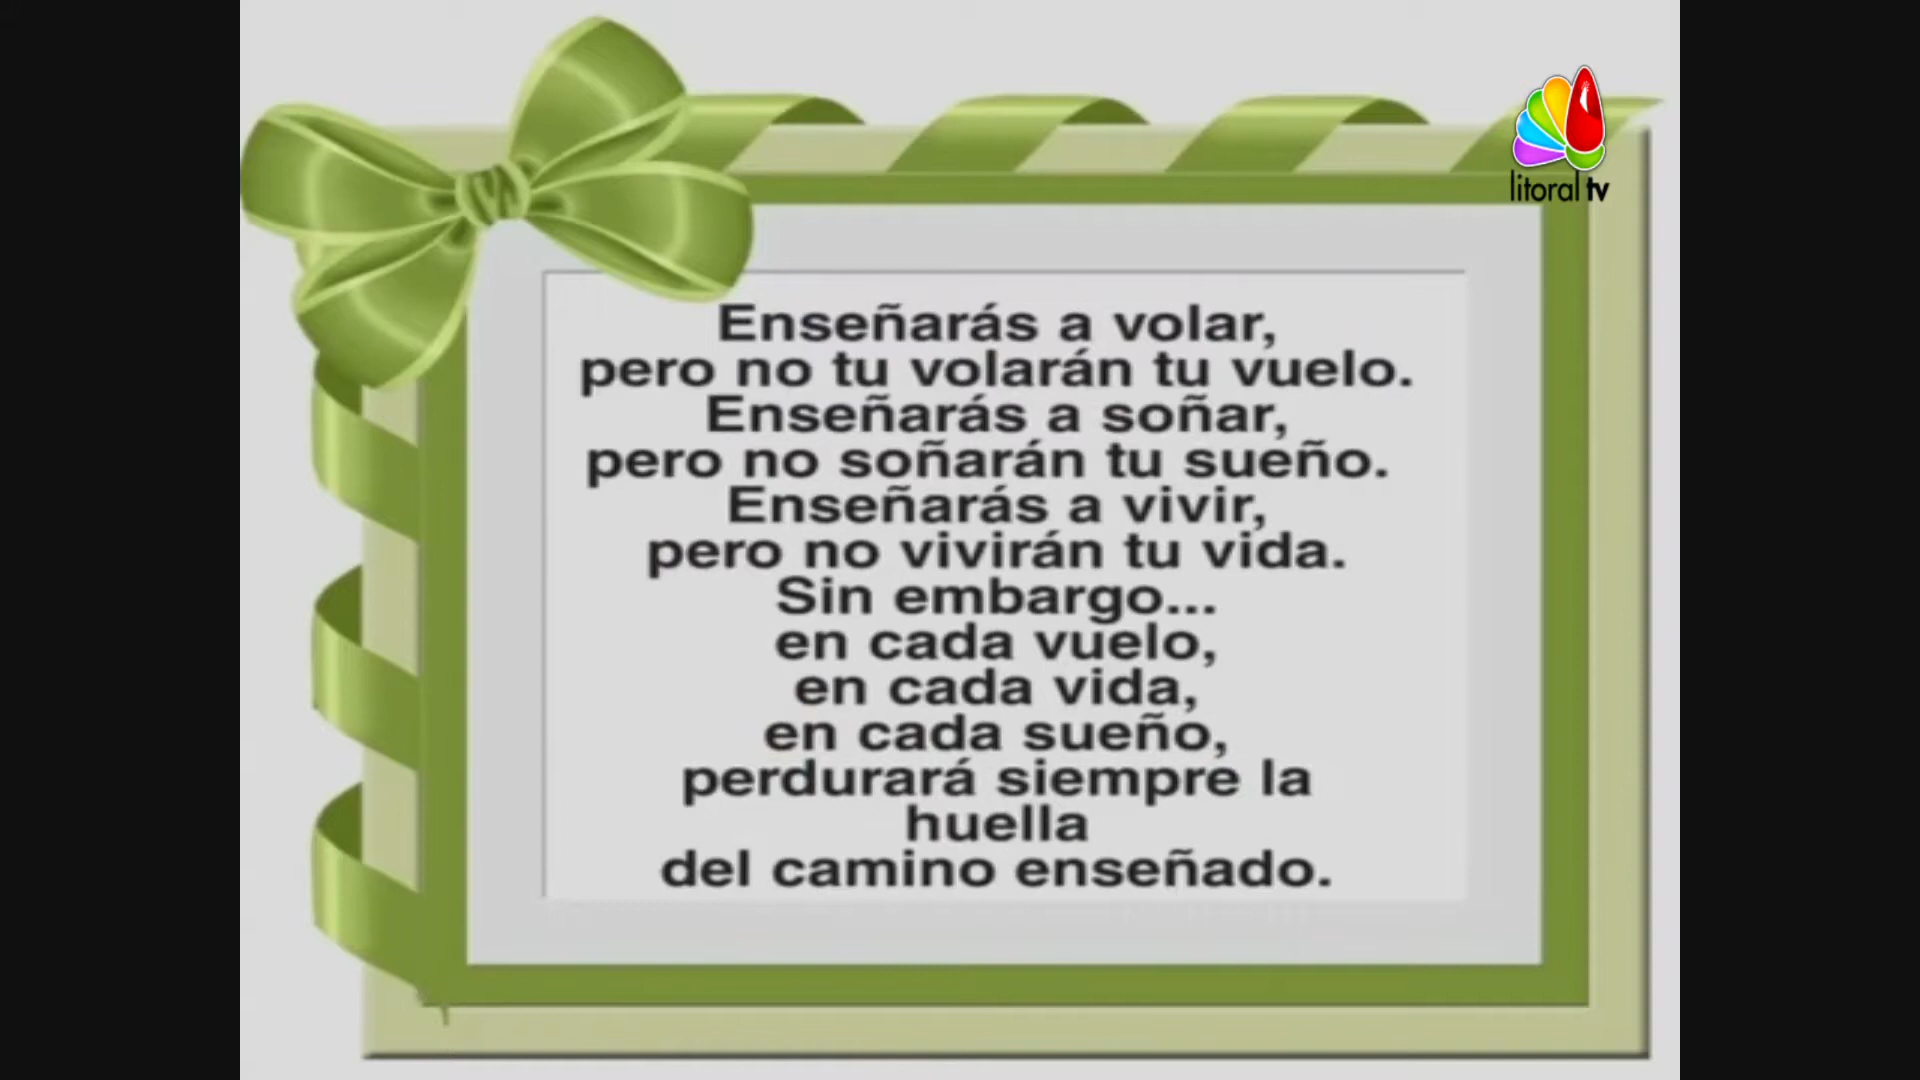 litoral tv
Enseñarás a volar,
pero no tu volarán tu vuelo.
Enseñarás a soñar,
pero no soñarán tu sueño.
Enseñarás a vivir,
pero no vivirán tu vida.
Sin embargo...
en cada vuelo,
en cada vida,
en cada sueño,
perdurará siempre la
huella
del camino enseñado.